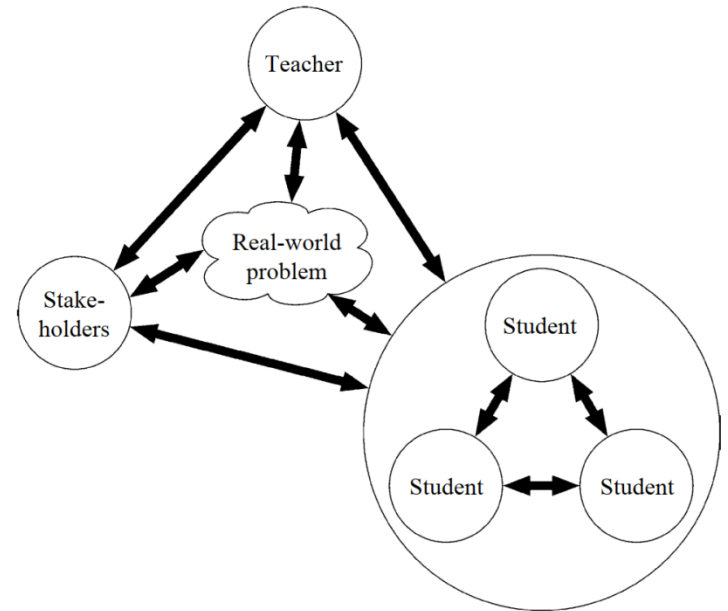 Teacher
Real-world
problem
Stake-
holders
Student
Student
Student